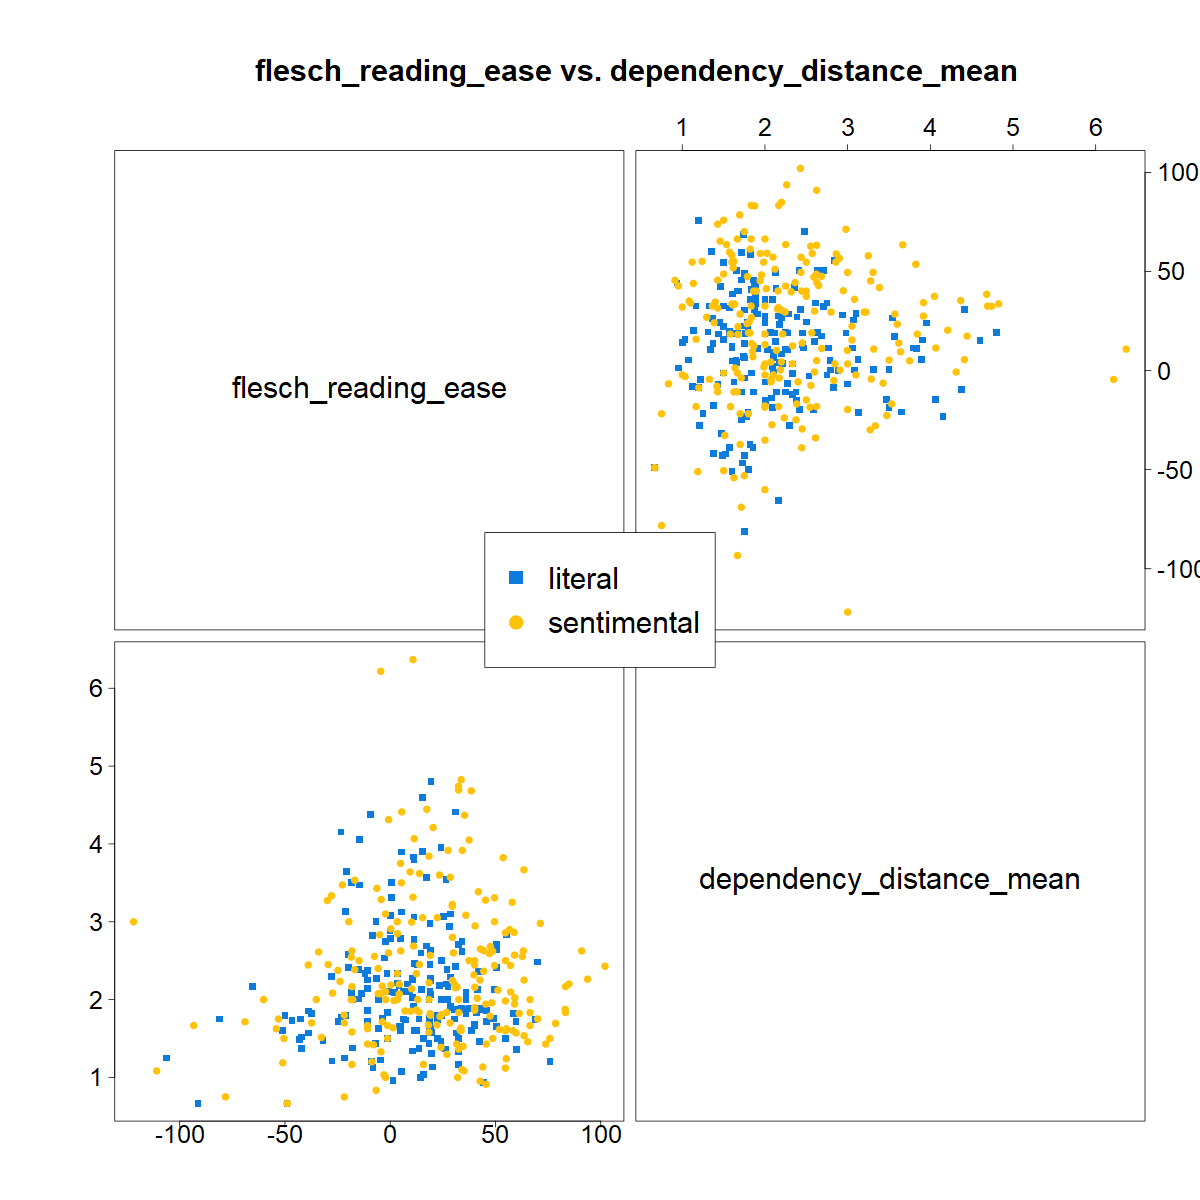 flesch_reading_ease vs. dependency_distance_mean
1 2 3 4 5 6
flesch_reading_ease
100
50
0
-50
-100
literal
sentimental
6
5
4
3
2
1
dependency_distance_mean
-100 -50 0 50 100